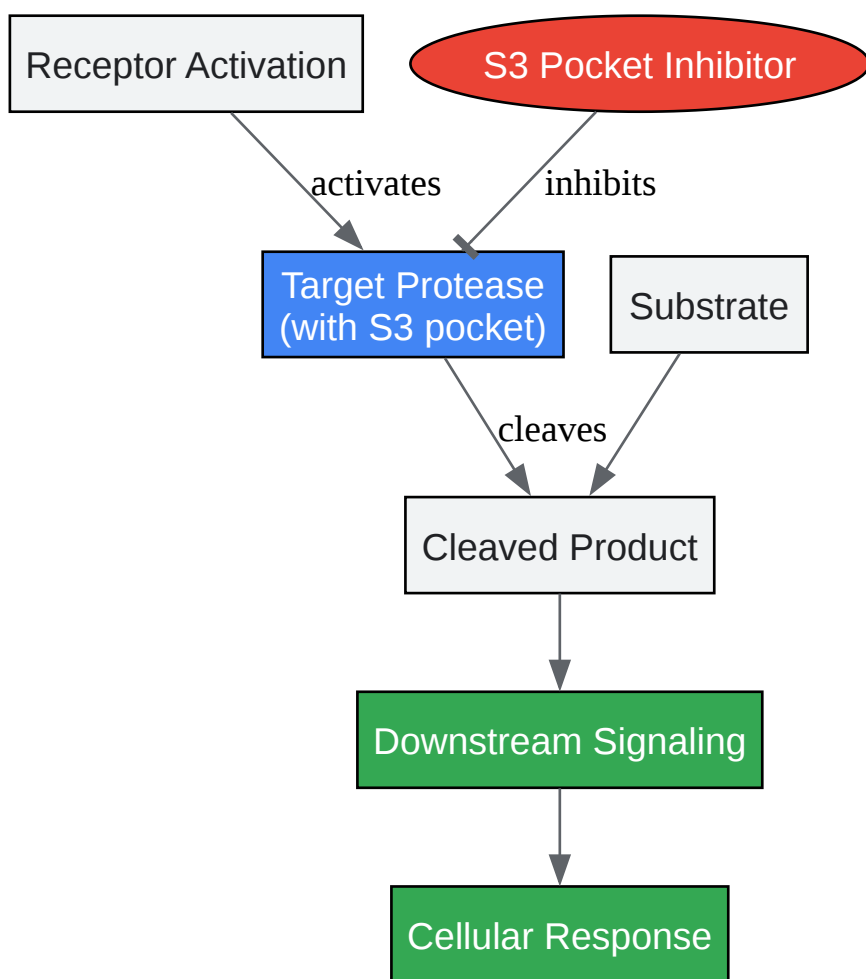 Receptor Activation
S3 Pocket Inhibitor
activates
inhibits
Target Protease
(with S3 pocket)
Substrate
cleaves
Cleaved Product
Downstream Signaling
Cellular Response